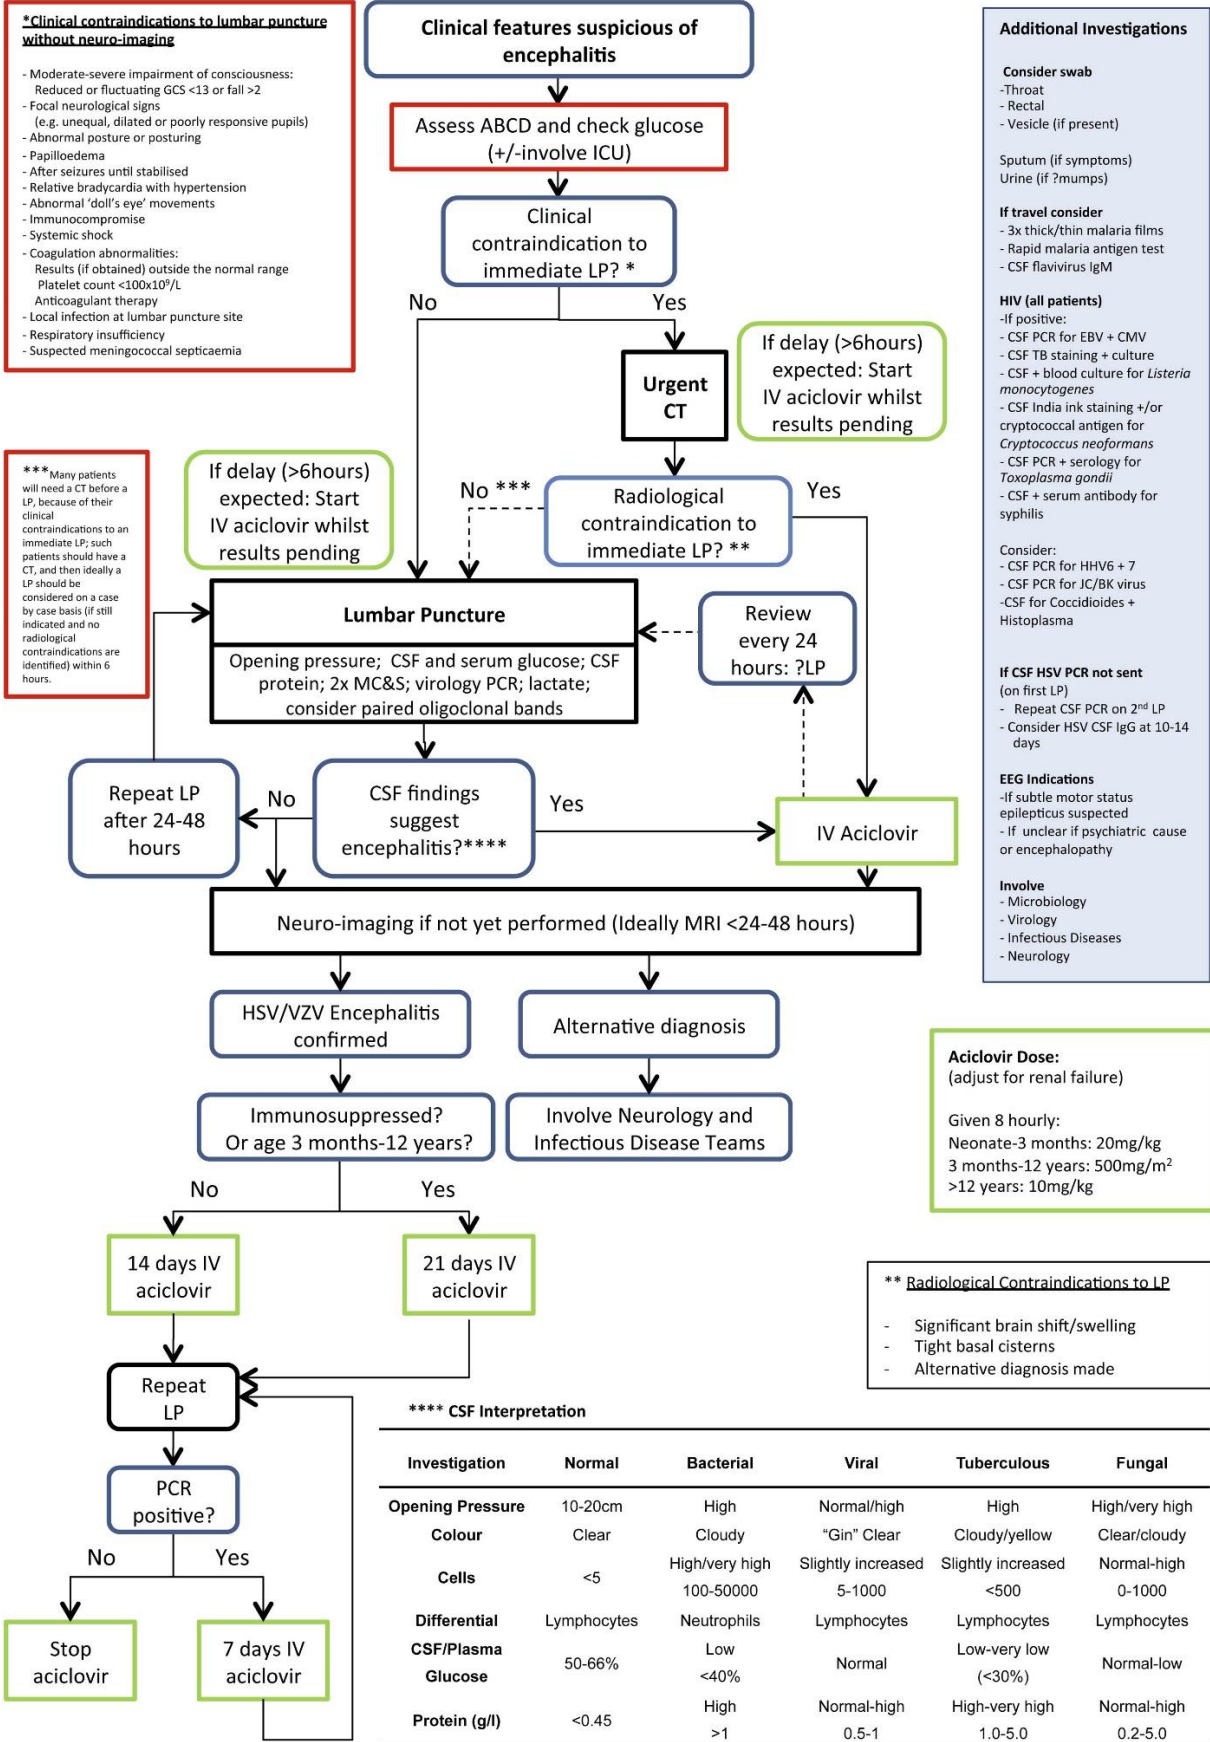 *Clinical contraindications to lumbar puncture
without neuro-imaging
- Moderate-severe impairment of consciousness:
Reduced or fluctuating GCS <13 or fall >2
- Focal neurological signs
(e.g. unequal, dilated or poorly responsive pupils)
- Abnormal posture or posturing
- Papilloedema
- After seizures until stabilised
- Relative bradycardia with hypertension
- Abnormal 'doll's eye' movements
- Immunocompromise
- Systemic shock
- Coagulation abnormalities:
Results (if obtained) outside the normal range
Platelet count <100x10⁹/L
Anticoagulant therapy
- Local infection at lumbar puncture site
- Respiratory insufficiency
- Suspected meningococcal septicaemia
Clinical features suspicious of
encephalitis
Assess ABCD and check glucose
(+/-involve ICU)
Clinical
contraindication to
immediate LP? *
No
Yes
Urgent
CT
If delay (>6hours)
expected: Start
IV aciclovir whilst
results pending
***Many patients
will need a CT before a
LP, because of their
clinical
contraindications to an
immediate LP; such
patients should have a
CT, and then ideally a
LP should be
considered on a case
by case basis (if still
indicated and no
radiological
contraindications are
identified) within 6
hours.
If delay (>6hours)
expected: Start
IV aciclovir whilst
results pending
No ***
Radiological
contraindication to
immediate LP? **
Yes
Lumbar Puncture
Opening pressure; CSF and serum glucose; CSF
protein; 2x MC&S; virology PCR; lactate;
consider paired oligoclonal bands
Review
every 24
hours: ?LP
Repeat LP
after 24-48
hours
No
CSF findings
suggest
encephalitis?****
Yes
IV Aciclovir
Neuro-imaging if not yet performed (Ideally MRI <24-48 hours)
HSV/VZV Encephalitis
confirmed
Alternative diagnosis
Immunosuppressed?
Or age 3 months-12 years?
Involve Neurology and
Infectious Disease Teams
No
Yes
14 days IV
aciclovir
21 days IV
aciclovir
Repeat
LP
PCR
positive?
No
Yes
Stop
aciclovir
7 days IV
aciclovir
Additional Investigations
Consider swab
-Throat
- Rectal
- Vesicle (if present)
Sputum (if symptoms)
Urine (if ?mumps)
If travel consider
- 3x thick/thin malaria films
- Rapid malaria antigen test
- CSF flavivirus IgM
HIV (all patients)
-If positive:
- CSF PCR for EBV + CMV
- CSF TB staining + culture
- CSF + blood culture for Listeria
monocytogenes
- CSF India ink staining +/or
cryptococcal antigen for
Cryptococcus neoformans
- CSF PCR + serology for
Toxoplasma gondii
- CSF + serum antibody for
syphilis
Consider:
- CSF PCR for HHV6 + 7
- CSF PCR for JC/BK virus
-CSF for Coccidioides +
Histoplasma
If CSF HSV PCR not sent
(on first LP)
- Repeat CSF PCR on 2nd LP
- Consider HSV CSF IgG at 10-14
days
EEG Indications
-If subtle motor status
epilepticus suspected
- If unclear if psychiatric cause
or encephalopathy
Involve
- Microbiology
- Virology
- Infectious Diseases
- Neurology
Aciclovir Dose:
(adjust for renal failure)
Given 8 hourly:
Neonate-3 months: 20mg/kg
3 months-12 years: 500mg/m²
>12 years: 10mg/kg
** Radiological Contraindications to LP
- Significant brain shift/swelling
- Tight basal cisterns
- Alternative diagnosis made
**** CSF Interpretation
Investigation Normal Bacterial Viral Tuberculous Fungal
Opening Pressure 10-20cm High Normal/high High High/very high
Colour Clear Cloudy "Gin" Clear Cloudy/yellow Clear/cloudy
Cells <5 High/very high 100-50000 Slightly increased 5-1000 Slightly increased <500 Normal-high 0-1000
Differential Lymphocytes Neutrophils Lymphocytes Lymphocytes Lymphocytes
CSF/Plasma Glucose 50-66% Low <40% Normal Low-very low (<30%) Normal-low
Protein (g/l) <0.45 High >1 Normal-high 0.5-1 High-very high 1.0-5.0 Normal-high 0.2-5.0